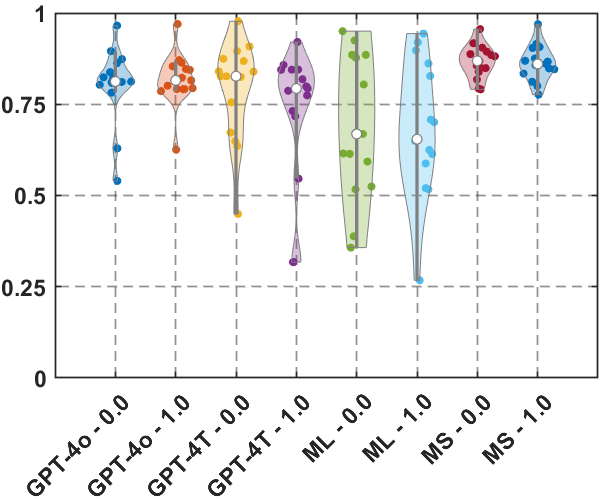 1
0.75
0.5
0.25
0
GPT-4o - 0.0
GPT-4o - 1.0
GPT-4T - 0.0
GPT-4T - 1.0
ML - 0.0
ML - 1.0
MS - 0.0
MS - 1.0